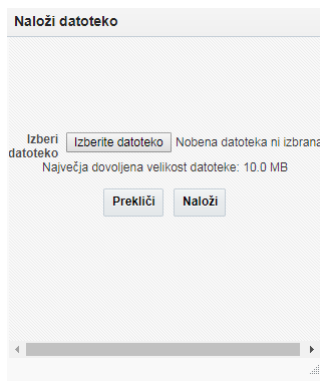 Naloži datoteko
Izberi datoteko Izberite datoteko Nobena datoteka ni izbrana
Največja dovoljena velikost datoteke: 10.0 MB
Prekliči Naloži